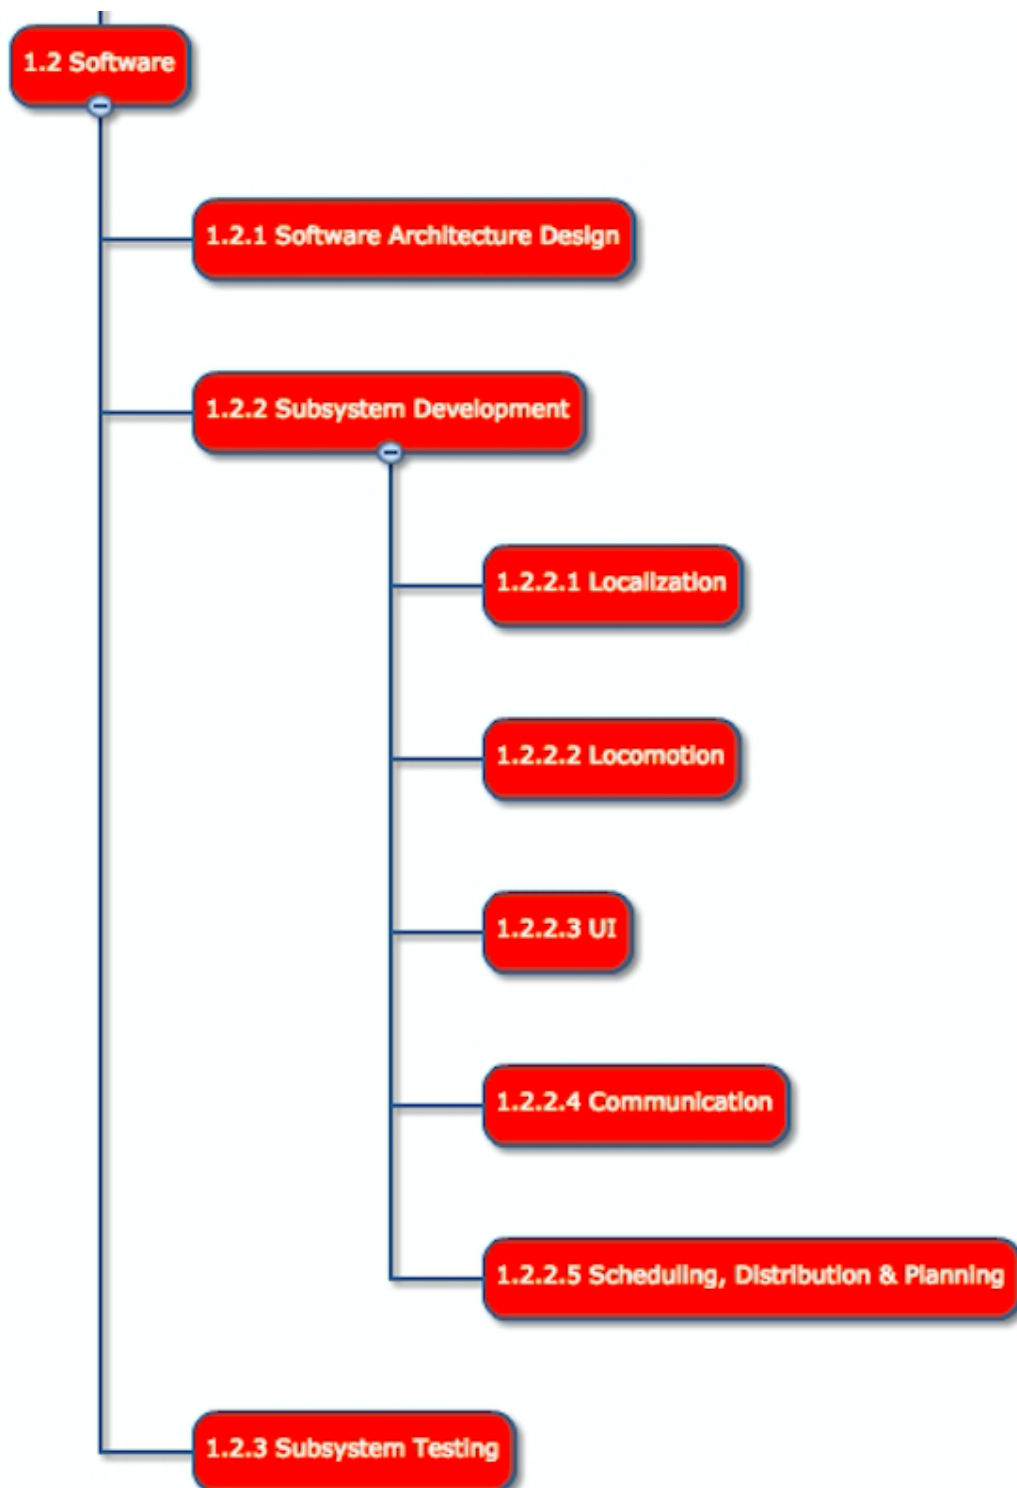 1.2 Software
1.2.1 Software Architecture Design
1.2.2 Subsystem Development
1.2.2.1 Localization
1.2.2.2 Locomotion
1.2.2.3 UI
1.2.2.4 Communication
1.2.2.5 Scheduling, Distribution & Planning
1.2.3 Subsystem Testing